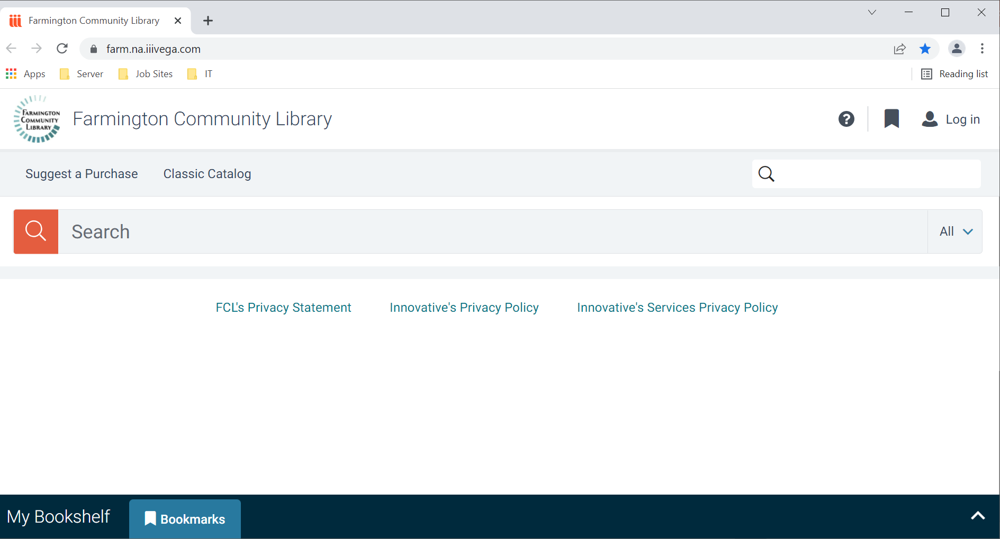 Farmington Community Library
farm.na.iiivega.com
Apps Server Job Sites IT Reading list
FARMINGTON
COMMUNITY
LIBRARY
Farmington Community Library
Log in
Suggest a Purchase Classic Catalog
Search All
FCL's Privacy Statement Innovative's Privacy Policy Innovative's Services Privacy Policy
My Bookshelf Bookmarks